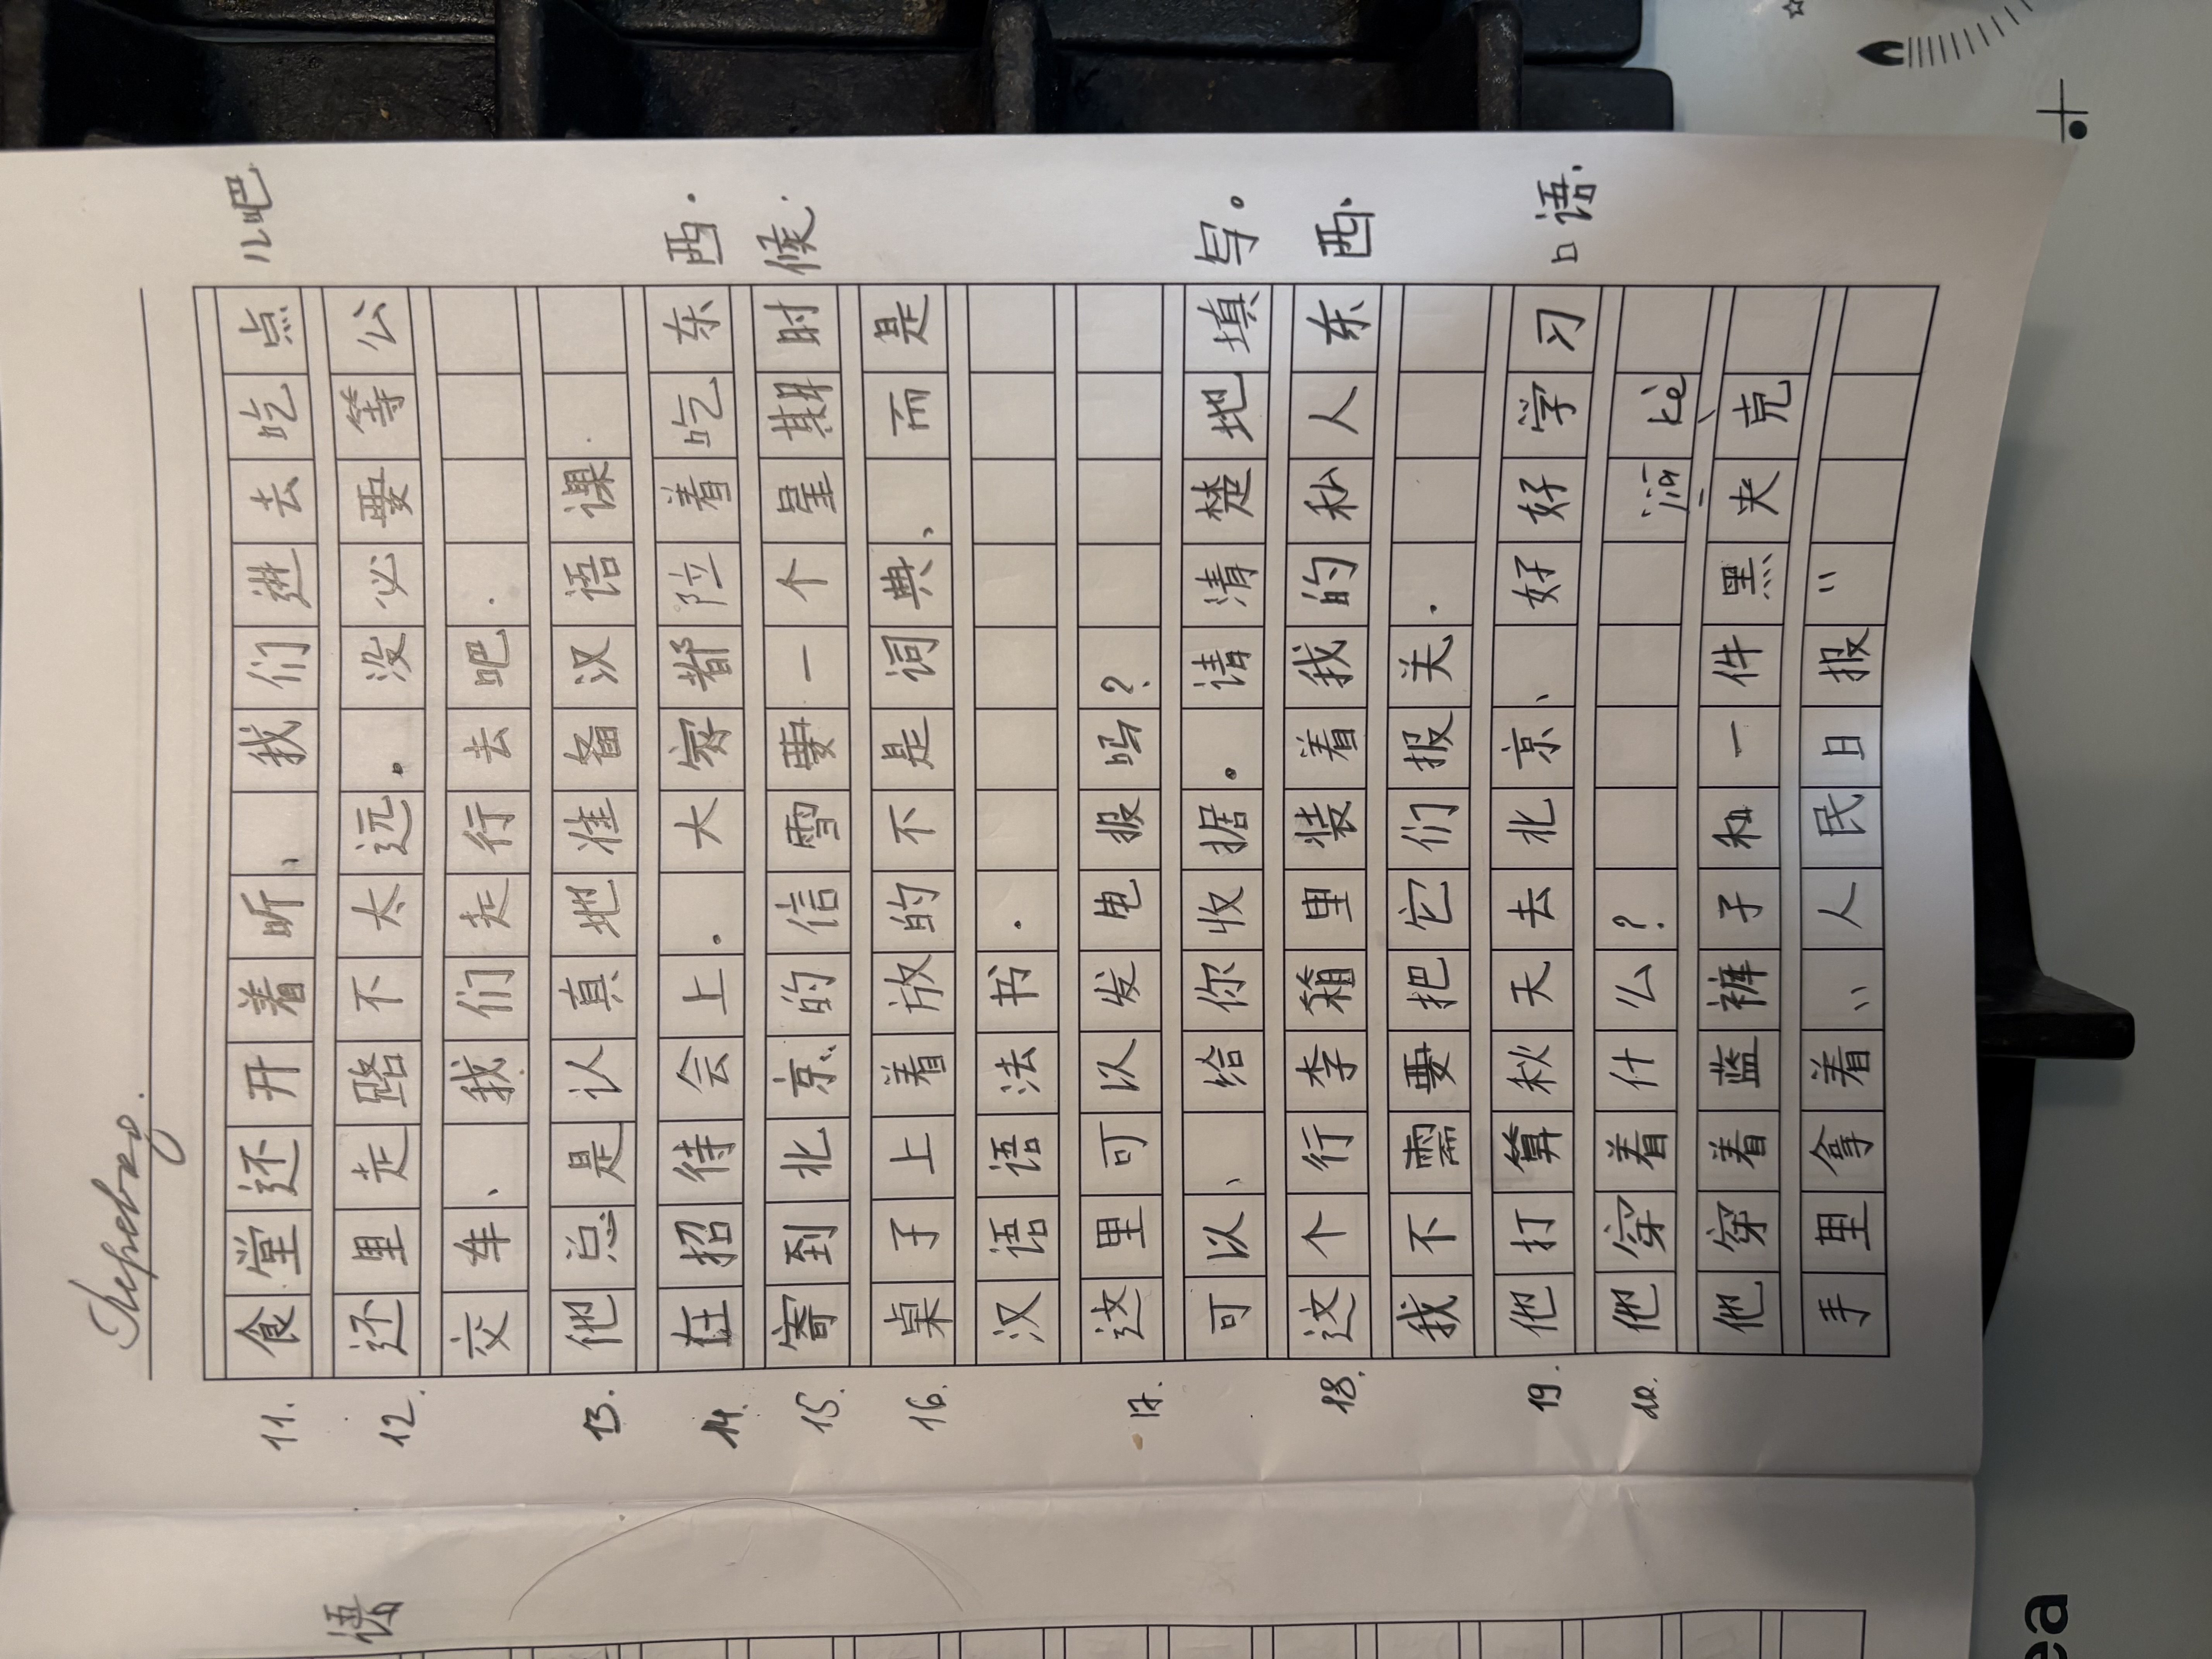 Перевод.
11. 食堂还开着听、我们进去吃点儿吧.
12. 还里走路不太远。没必要等公
交车、我们走行去吧.
13. 他总是认真地准备汉语课.
14. 在招待会上。大家都险着吃东西.
15. 寄到北京的信雪要一个星期时候.
16. 桌子上着放的不是词典、而是
汉语语法书.
17. 这里可以发电报吗?
可以、给你收据。请清楚地填写。
18. 这个行李箱里装着我的私人东西.
我不需要把它们报关.
19. 他打算秋天去北京、好好学习口语.
20. 他穿着什么?
jiā kè
他穿着蓝裤子和一件黑夹克
手里拿着"人民日报"
语
ea